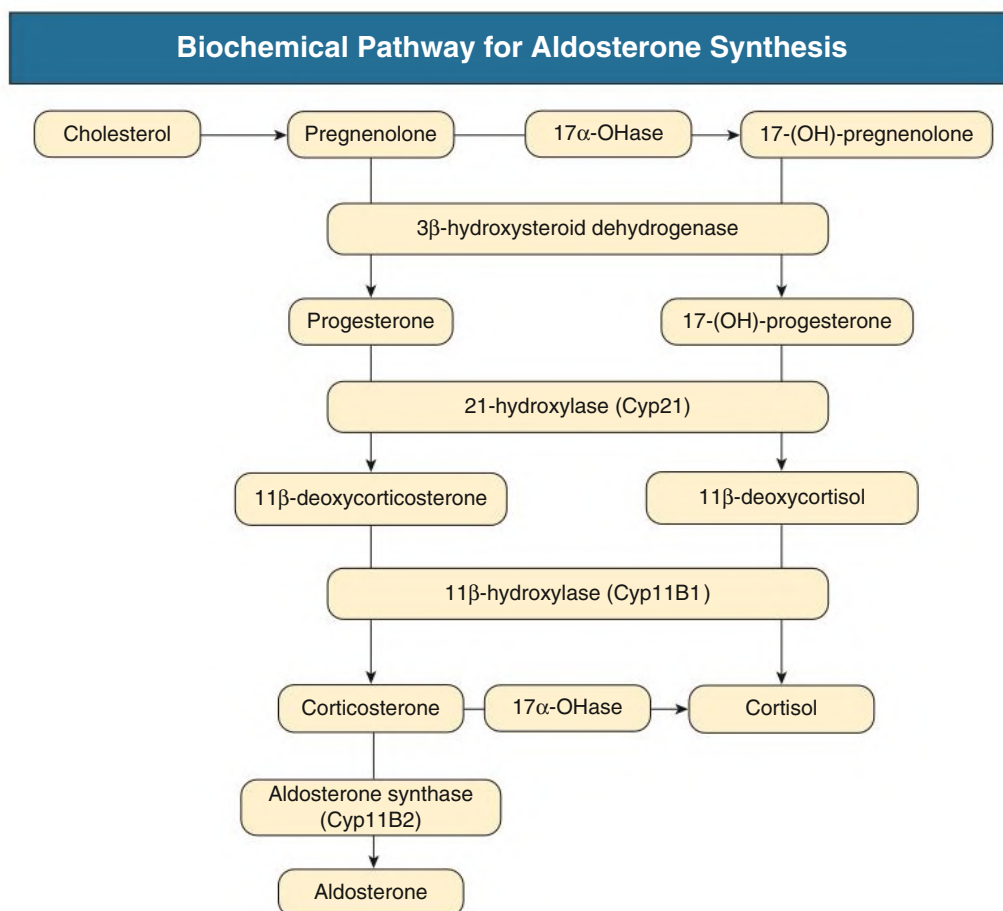 Biochemical Pathway for Aldosterone Synthesis
Cholesterol
Pregnenolone
17α-OHase
17-(OH)-pregnenolone
3β-hydroxysteroid dehydrogenase
Progesterone
17-(OH)-progesterone
21-hydroxylase (Cyp21)
11β-deoxycorticosterone
11β-deoxycortisol
11β-hydroxylase (Cyp11B1)
Corticosterone
17α-OHase
Cortisol
Aldosterone synthase
(Cyp11B2)
Aldosterone